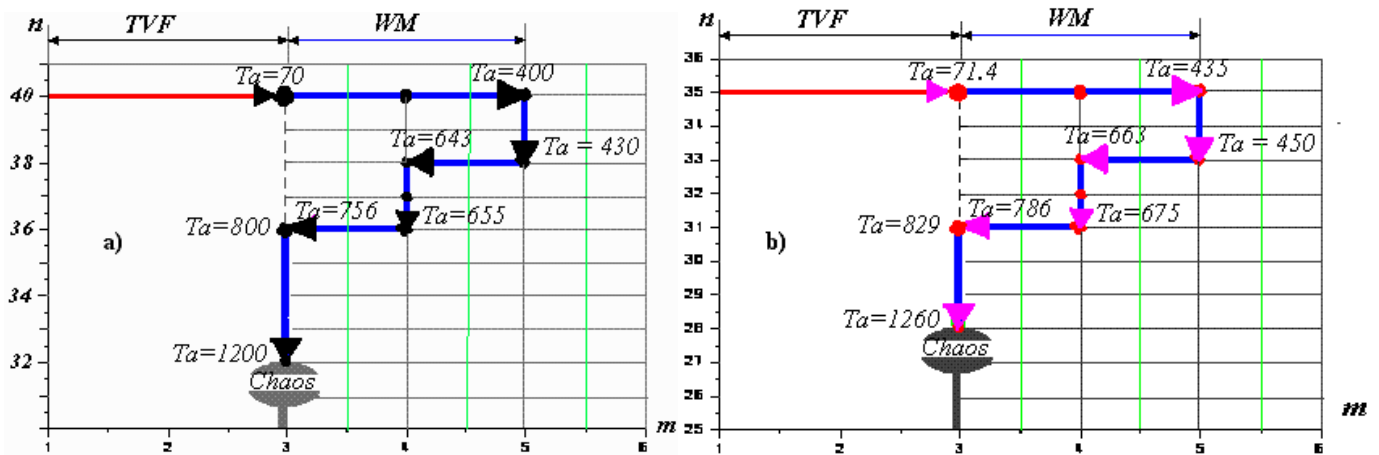 n TVF WM
Ta=70 Ta=400
40
Ta=643
38 Ta = 430
Ta=756 Ta=655
36 Ta=800
a)
34
32 Ta=1200
Chaos
m
1 2 3 4 5 6
n TVF WM
36
Ta=71.4 Ta=435
35
34 Ta=663
33 Ta = 450
32 Ta=786 Ta=675
31 Ta=829
b)
30
29
28 Ta=1260
Chaos
27
26
m
25
1 2 3 4 5 6